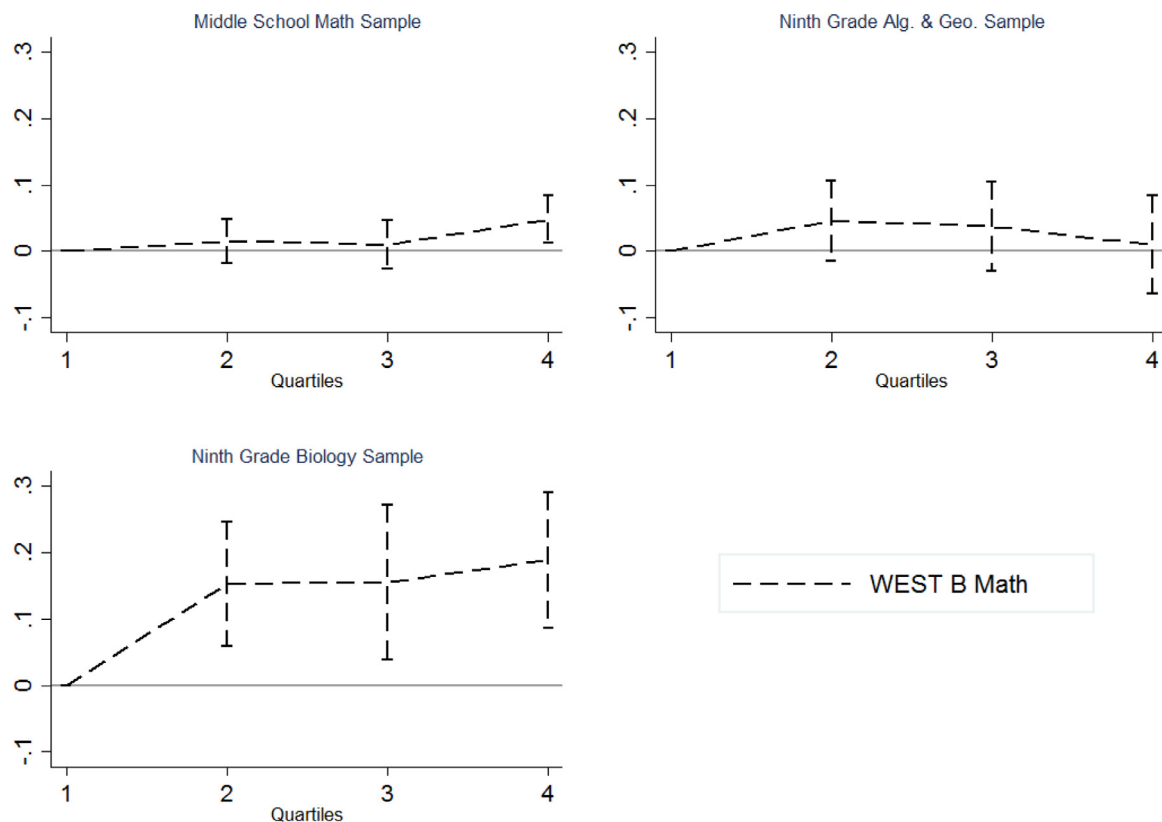 Middle School Math Sample
.3
.2
.1
0
-.1
1 2 3 4
Quartiles
Ninth Grade Alg. & Geo. Sample
.3
.2
.1
0
-.1
1 2 3 4
Quartiles
Ninth Grade Biology Sample
.3
.2
.1
0
-.1
1 2 3 4
Quartiles
WEST B Math